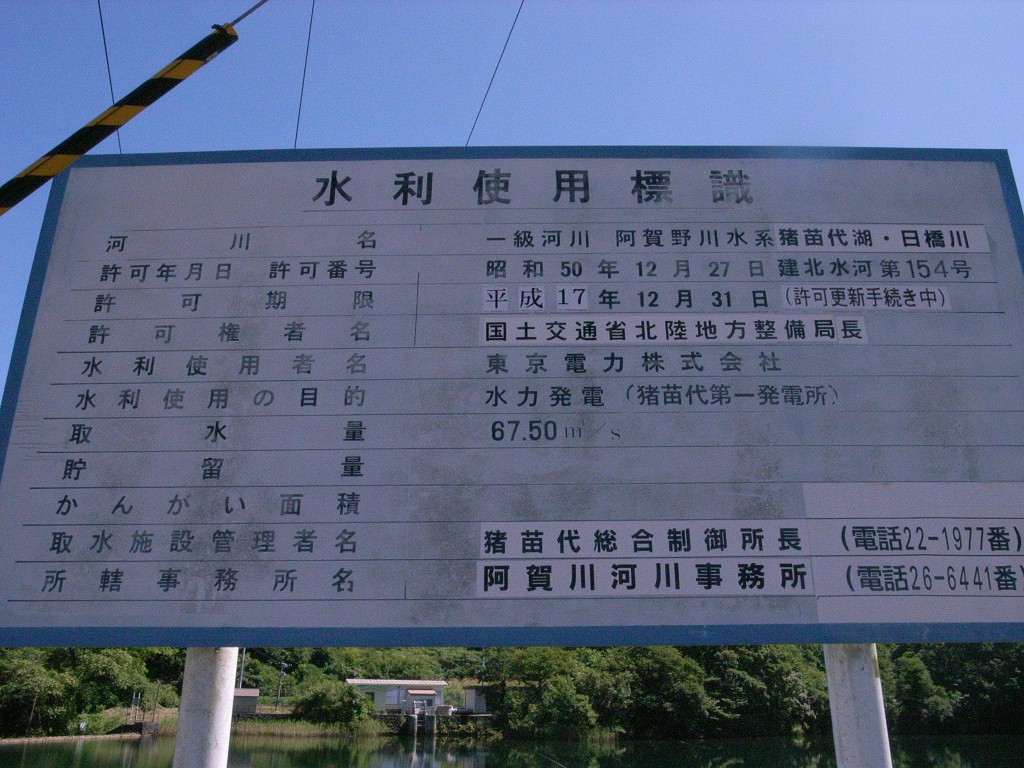 水利使用標識
河川名 一級河川 阿賀野川水系猪苗代湖・日橋川
許可年月日 許可番号 昭和50年12月27日 建北水河第154号
許可期限 平成17年12月31日(許可更新手続き中)
許可権者名 国土交通省北陸地方整備局長
水利使用者名 東京電力株式会社
水利使用の目的 水力発電(猪苗代第一発電所)
取水量 67.50m³/s
貯留量
かんがい面積
取水施設管理者名 猪苗代総合制御所長 (電話22-1977番)
所轄事務所名 阿賀川河川事務所 (電話26-6441番)